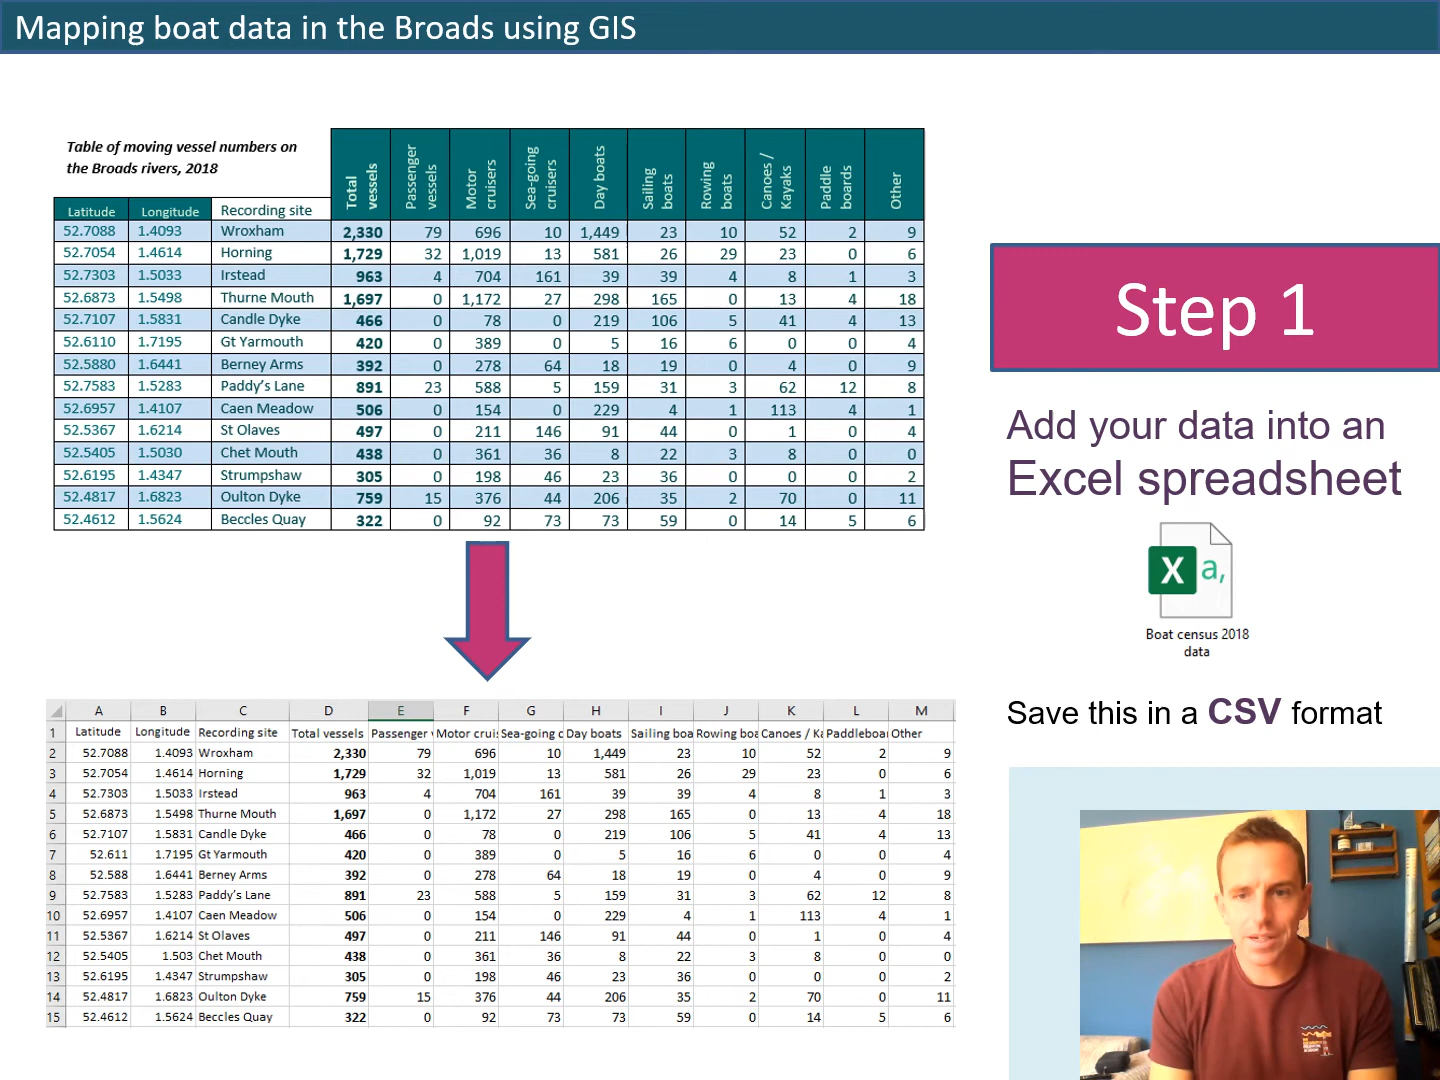 Mapping boat data in the Broads using GIS
Table of moving vessel numbers on
the Broads rivers, 2018
Latitude Longitude Recording site Total vessels Passenger vessels Motor cruisers Sea-going cruisers Day boats Sailing boats Rowing boats Canoes / Kayaks Paddle boards Other
52.7088 1.4093 Wroxham 2,330 79 696 10 1,449 23 10 52 2 9
52.7054 1.4614 Horning 1,729 32 1,019 13 581 26 29 23 0 6
52.7303 1.5033 Irstead 963 4 704 161 39 39 4 8 1 3
52.6873 1.5498 Thurne Mouth 1,697 0 1,172 27 298 165 0 13 4 18
52.7107 1.5831 Candle Dyke 466 0 78 0 219 106 5 41 4 13
52.6110 1.7195 Gt Yarmouth 420 0 389 0 5 16 6 0 0 4
52.5880 1.6441 Berney Arms 392 0 278 64 18 19 0 4 0 9
52.7583 1.5283 Paddy's Lane 891 23 588 5 159 31 3 62 12 8
52.6957 1.4107 Caen Meadow 506 0 154 0 229 4 1 113 4 1
52.5367 1.6214 St Olaves 497 0 211 146 91 44 0 1 0 4
52.5405 1.5030 Chet Mouth 438 0 361 36 8 22 3 8 0 0
52.6195 1.4347 Strumpshaw 305 0 198 46 23 36 0 0 0 2
52.4817 1.6823 Oulton Dyke 759 15 376 44 206 35 2 70 0 11
52.4612 1.5624 Beccles Quay 322 0 92 73 73 59 0 14 5 6
Step 1
Add your data into an
Excel spreadsheet
X a,
Boat census 2018
data
Save this in a CSV format
A B C D E F G H I J K L M
1 Latitude Longitude Recording site Total vessels Passenger Motor crui Sea-going c Day boats Sailing boa Rowing boa Canoes / Ka Paddleboa Other
2 52.7088 1.4093 Wroxham 2,330 79 696 10 1,449 23 10 52 2 9
3 52.7054 1.4614 Horning 1,729 32 1,019 13 581 26 29 23 0 6
4 52.7303 1.5033 Irstead 963 4 704 161 39 39 4 8 1 3
5 52.6873 1.5498 Thurne Mouth 1,697 0 1,172 27 298 165 0 13 4 18
6 52.7107 1.5831 Candle Dyke 466 0 78 0 219 106 5 41 4 13
7 52.611 1.7195 Gt Yarmouth 420 0 389 0 5 16 6 0 0 4
8 52.588 1.6441 Berney Arms 392 0 278 64 18 19 0 4 0 9
9 52.7583 1.5283 Paddy's Lane 891 23 588 5 159 31 3 62 12 8
10 52.6957 1.4107 Caen Meadow 506 0 154 0 229 4 1 113 4 1
11 52.5367 1.6214 St Olaves 497 0 211 146 91 44 0 1 0 4
12 52.5405 1.503 Chet Mouth 438 0 361 36 8 22 3 8 0 0
13 52.6195 1.4347 Strumpshaw 305 0 198 46 23 36 0 0 0 2
14 52.4817 1.6823 Oulton Dyke 759 15 376 44 206 35 2 70 0 11
15 52.4612 1.5624 Beccles Quay 322 0 92 73 73 59 0 14 5 6